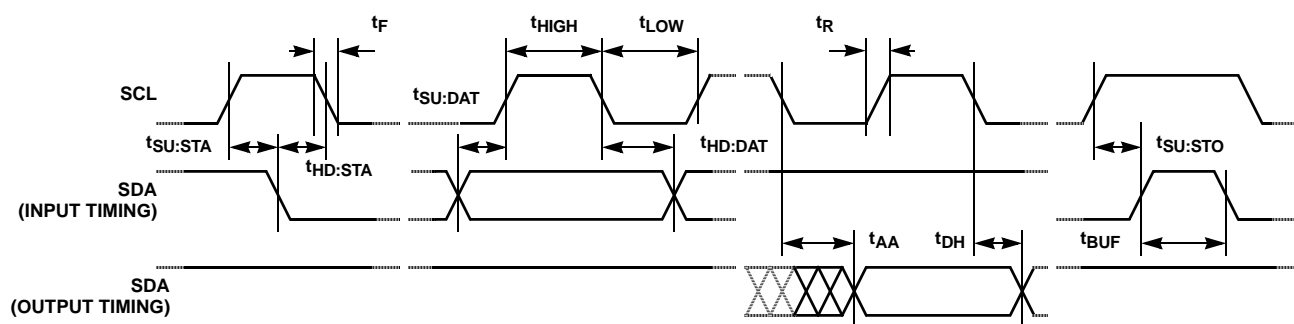 tF
tHIGH
tLOW
tR
SCL
tSU:DAT
tSU:STA
tHD:STA
tHD:DAT
tSU:STO
SDA
(INPUT TIMING)
tAA
tDH
tBUF
SDA
(OUTPUT TIMING)